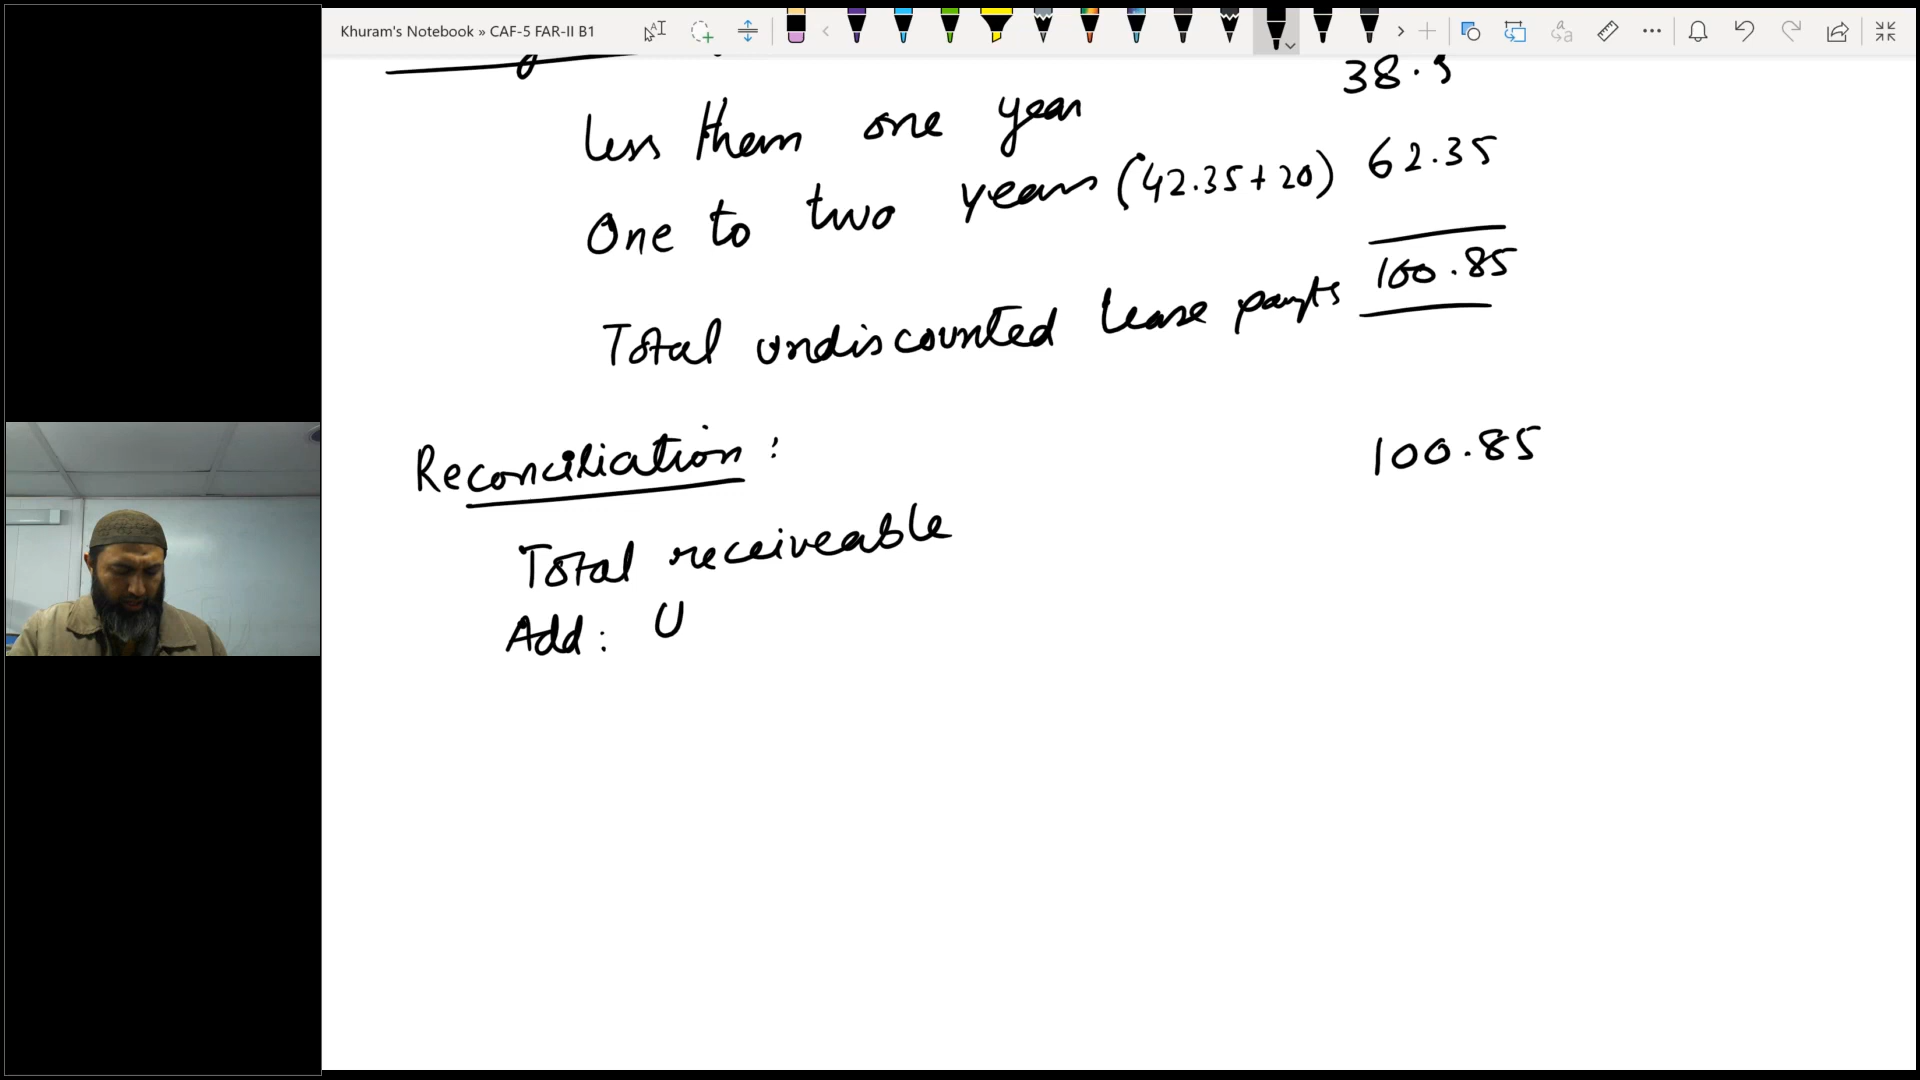 Khuram's Notebook » CAF-5 FAR-II B1
38.5
Less than one year
One to two years (42.35+20) 62.35
Total undiscounted lease paymts 100.85
Reconciliation:
100.85
Total receiveable
Add: U